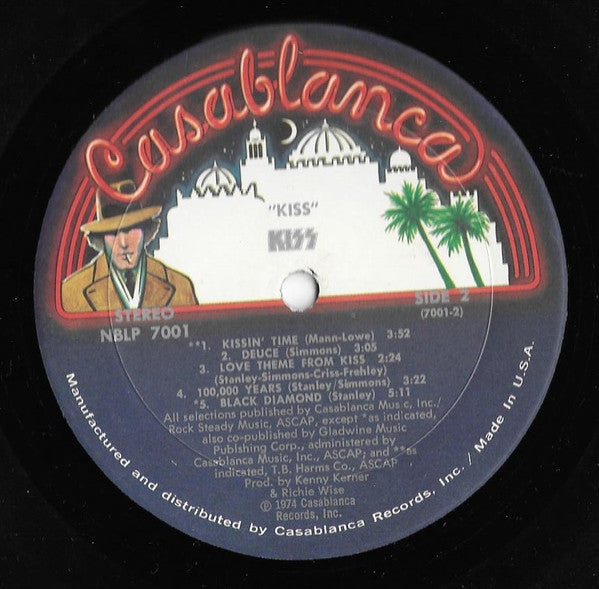 Casablanca
"KISS"
KISS
STEREO
NBLP 7001
SIDE 2
(7001-2)
**1. KISSIN' TIME (Mann-Lowe) 3:52
2. DEUCE (Simmons) 3:05
3. LOVE THEME FROM KISS 2:24
(Stanley-Simmons-Criss-Frehley)
4. 100,000 YEARS (Stanley/Simmons) 3:22
*5. BLACK DIAMOND (Stanley) 5:11
All selections published by Casablanca Music, Inc./
Rock Steady Music, ASCAP, except *as indicated,
also co-published by Gladwine Music
Publishing Corp., administered by
Casablanca Music, Inc., ASCAP; and **as
indicated, T.B. Harms Co., ASCAP
Prod. by Kenny Kerner
& Richie Wise
℗ 1974 Casablanca
Records, Inc.
Manufactured and distributed by Casablanca Records, Inc. / Made In U.S.A.